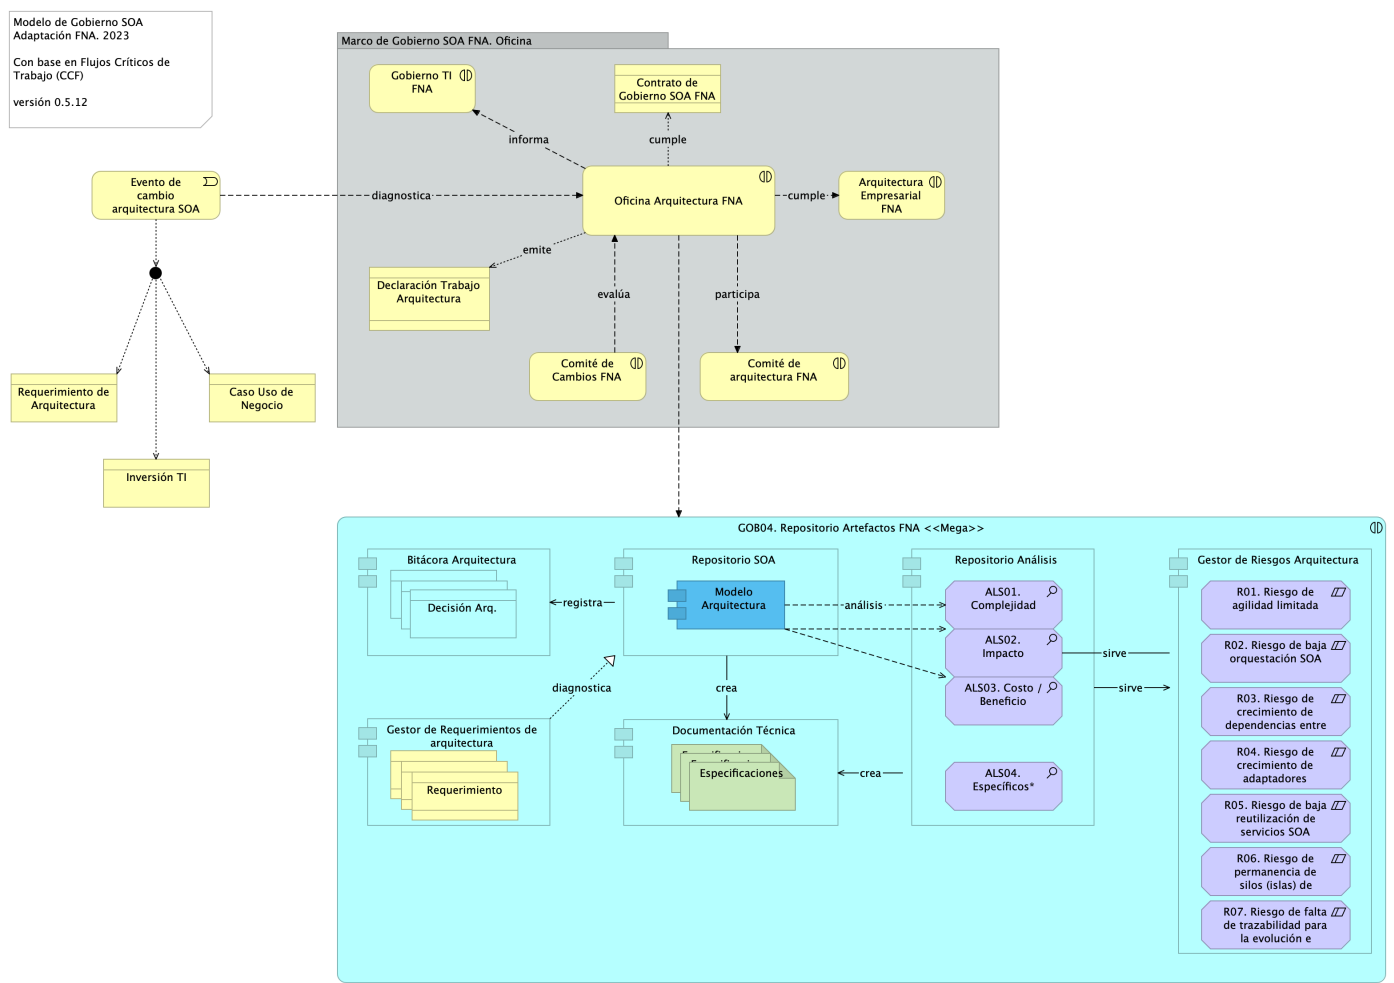 Modelo de Gobierno SOA
Adaptación FNA. 2023
Con base en Flujos Críticos de
Trabajo (CCF)
versión 0.5.12
Marco de Gobierno SOA FNA. Oficina
Gobierno TI
FNA
Contrato de
Gobierno SOA FNA
informa
cumple
Evento de
cambio
arquitectura SOA
diagnostica
Oficina Arquitectura FNA
cumple
Arquitectura
Empresarial
FNA
emite
Declaración Trabajo
Arquitectura
evalúa
participa
Comité de
Cambios FNA
Comité de
arquitectura FNA
Requerimiento de
Arquitectura
Caso Uso de
Negocio
Inversión TI
GOB04. Repositorio Artefactos FNA <<Mega>>
Bitácora Arquitectura
Decisión Arq.
registra
Repositorio SOA
Modelo
Arquitectura
análisis
Repositorio Análisis
ALS01.
Complejidad
ALS02.
Impacto
ALS03. Costo /
Beneficio
ALS04.
Específicos*
sirve
sirve
diagnostica
crea
crea
Gestor de Requerimientos de
arquitectura
Requerimiento
Documentación Técnica
Especificaciones
Gestor de Riesgos Arquitectura
R01. Riesgo de
agilidad limitada
R02. Riesgo de baja
orquestación SOA
R03. Riesgo de
crecimiento de
dependencias entre
R04. Riesgo de
crecimiento de
adaptadores
R05. Riesgo de baja
reutilización de
servicios SOA
R06. Riesgo de
permanencia de
silos (islas) de
R07. Riesgo de falta
de trazabilidad para
la evolución e